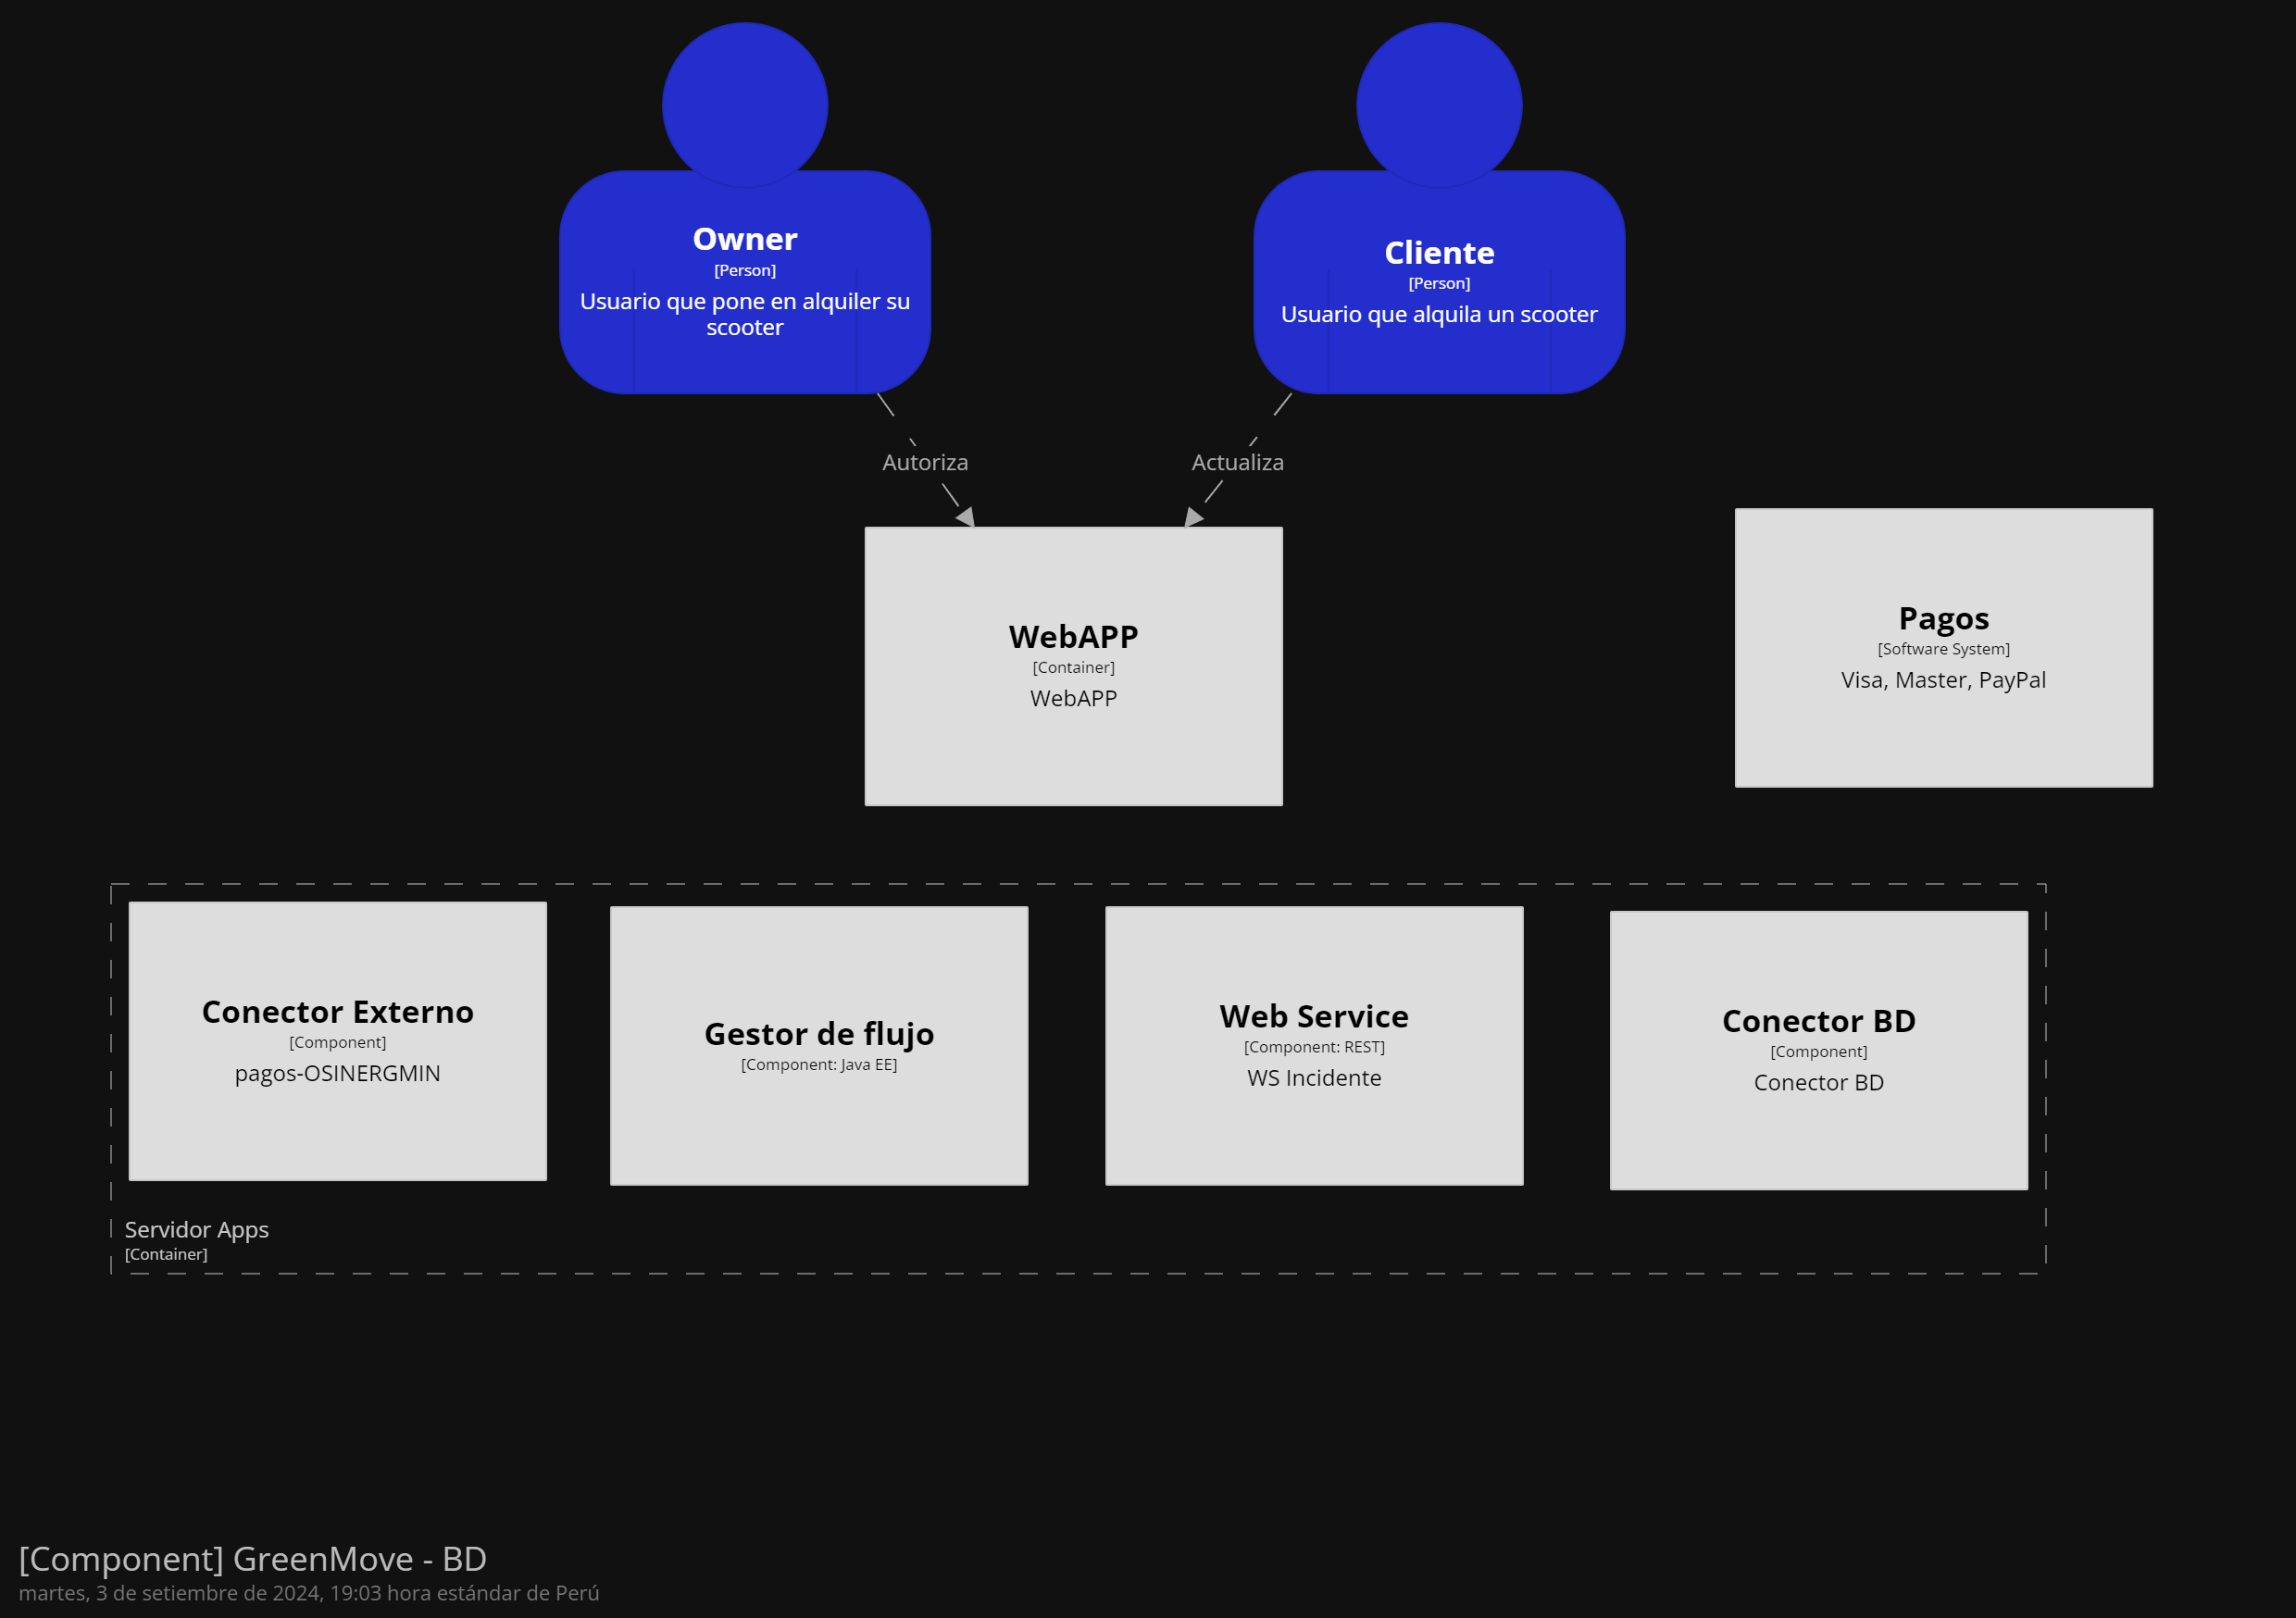 Owner
[Person]
Usuario que pone en alquiler su
scooter
Cliente
[Person]
Usuario que alquila un scooter
Autoriza
Actualiza
WebAPP
[Container]
WebAPP
Pagos
[Software System]
Visa, Master, PayPal
Conector Externo
[Component]
pagos-OSINERGMIN
Gestor de flujo
[Component: Java EE]
Web Service
[Component: REST]
WS Incidente
Conector BD
[Component]
Conector BD
Servidor Apps
[Container]
[Component] GreenMove - BD
martes, 3 de setiembre de 2024, 19:03 hora estándar de Perú